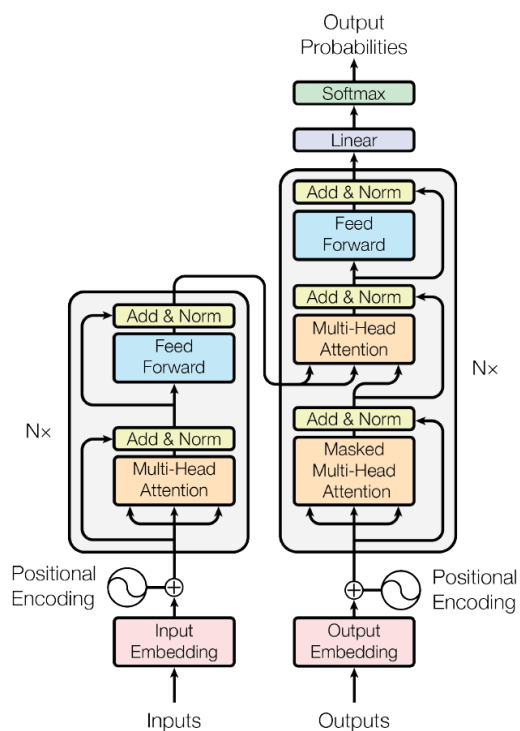 Output
Probabilities
Softmax
Linear
Add & Norm
Feed
Forward
Add & Norm
Multi-Head
Attention
Add & Norm
Masked
Multi-Head
Attention
N×
Positional
Encoding
Output
Embedding
Outputs
Add & Norm
Feed
Forward
Add & Norm
Multi-Head
Attention
N×
Positional
Encoding
Input
Embedding
Inputs